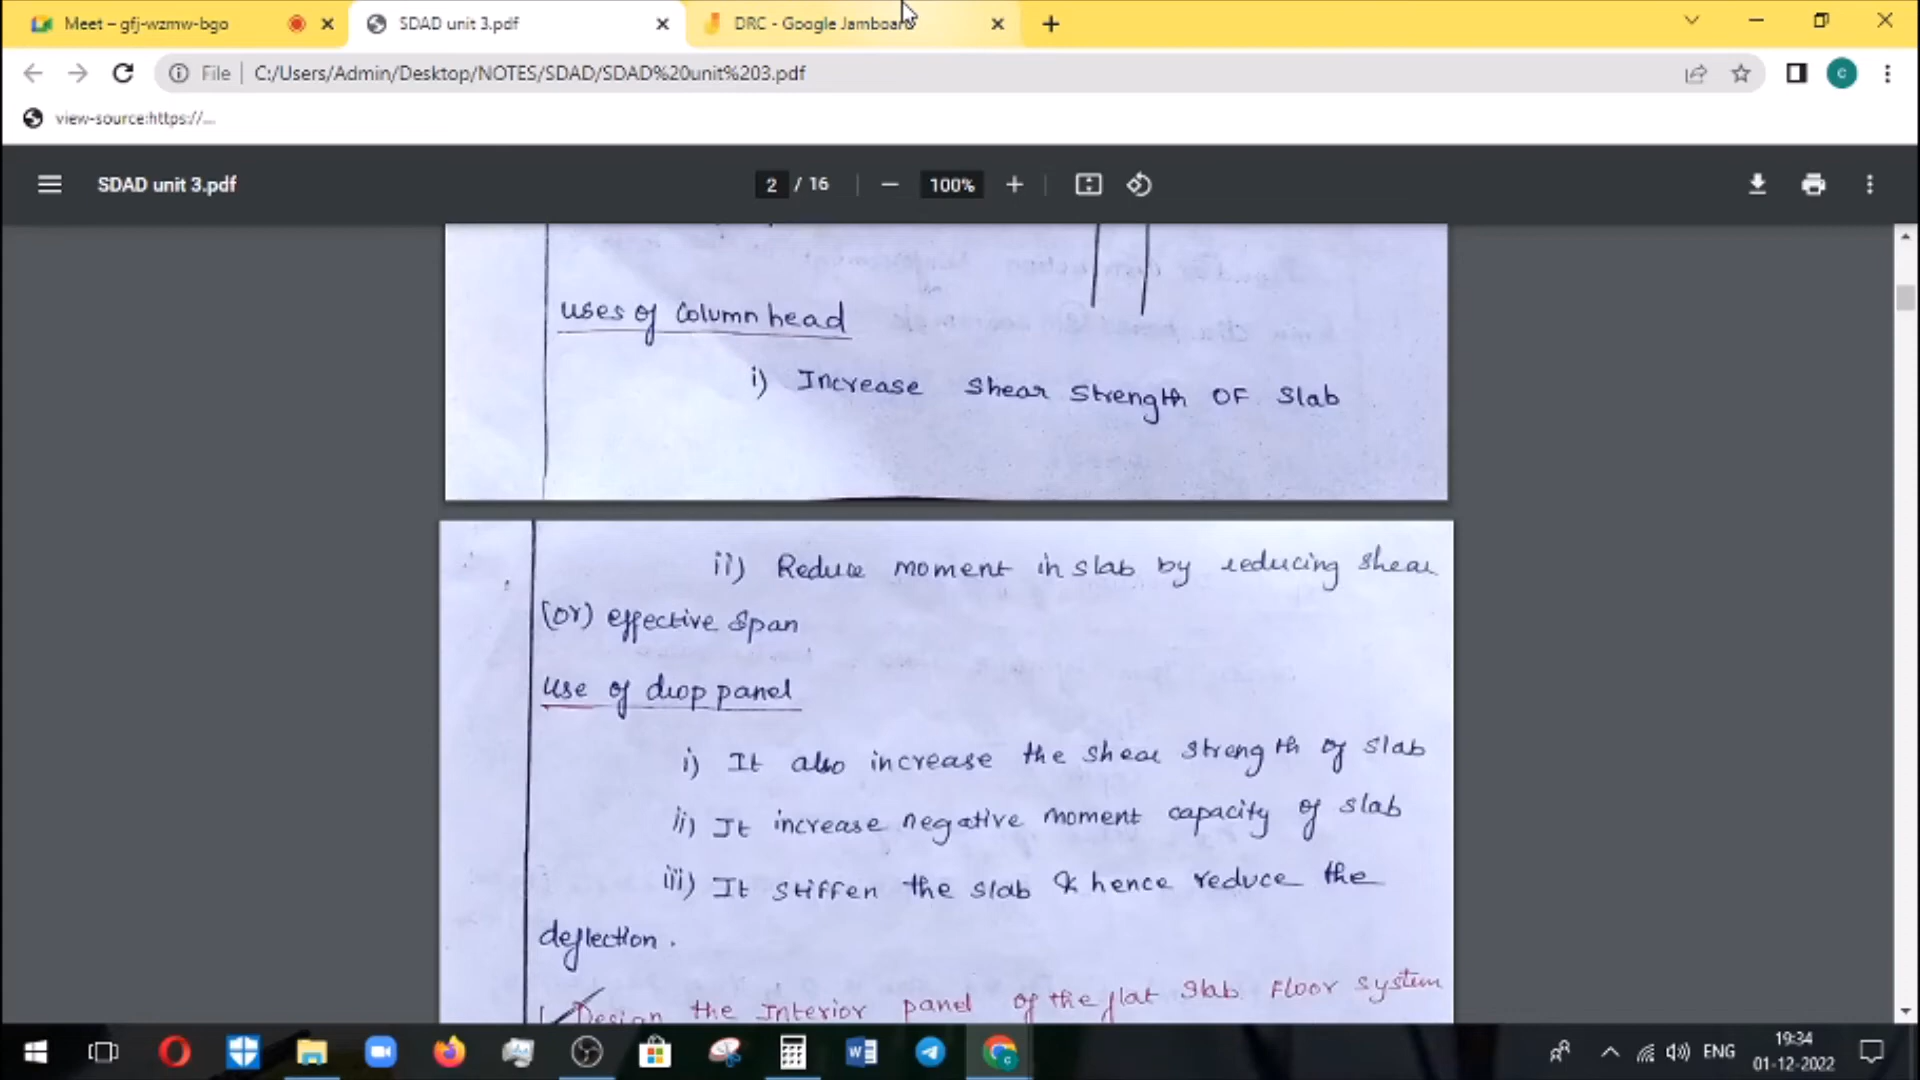 Meet – gfj-wzmw-bgo
SDAD unit 3.pdf
DRC - Google Jamboard
File
C:/Users/Admin/Desktop/NOTES/SDAD/SDAD%20unit%203.pdf
c
view-source:https://...
SDAD unit 3.pdf
2 / 16
100%
uses of Column head
i) Increase shear strength OF slab
ii) Reduce moment in slab by reducing shear
(or) effective span
use of drop panel
i) It also increase the shear strength of slab
ii) It increase negative moment capacity of slab
iii) It stiffen the slab & hence reduce the
deflection.
1. Design the Interior panel of the flat slab Floor system
ENG
19:34
01-12-2022